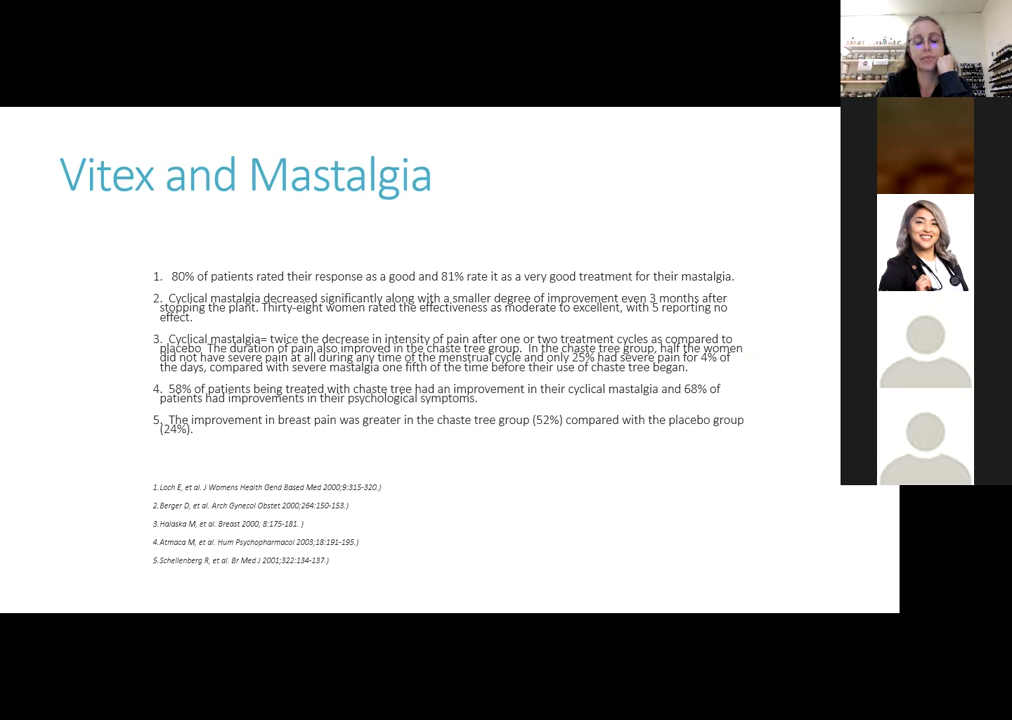 Vitex and Mastalgia
1. 80% of patients rated their response as a good and 81% rate it as a very good treatment for their mastalgia.
2. Cyclical mastalgia decreased significantly along with a smaller degree of improvement even 3 months after
stopping the plant. Thirty-eight women rated the effectiveness as moderate to excellent, with 5 reporting no
effect.
3. Cyclical mastalgia= twice the decrease in intensity of pain after one or two treatment cycles as compared to
placebo The duration of pain also improved in the chaste tree group. In the chaste tree group, half the women
did not have severe pain at all during any time of the menstrual cycle and only 25% had severe pain for 4% of
the days, compared with severe mastalgia one fifth of the time before their use of chaste tree began.
4. 58% of patients being treated with chaste tree had an improvement in their cyclical mastalgia and 68% of
patients had improvements in their psychological symptoms.
5. The improvement in breast pain was greater in the chaste tree group (52%) compared with the placebo group
(24%).
1. Loch E, et al. J Womens Health Gend Based Med 2000;9:315-320.)
2. Berger D, et al. Arch Gynecol Obstet 2000;264:150-153.)
3. Halaska M, et al. Breast 2000; 8:175-181. )
4. Atmaca M, et al. Hum Psychopharmacol 2003;18:191-195.)
5. Schellenberg R, et al. Br Med J 2001;322:134-137.)